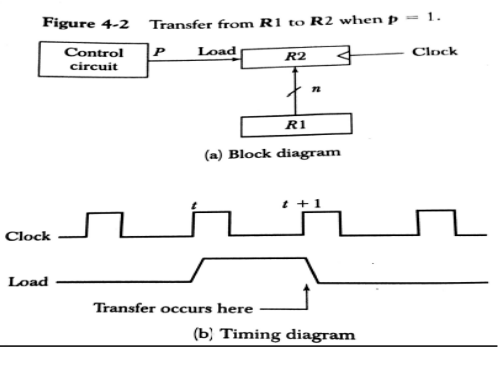 Figure 4-2 Transfer from R1 to R2 when p = 1.
Control circuit
P
Load
R2
Clock
n
R1
(a) Block diagram
t
t + 1
Clock
Load
Transfer occurs here
(b) Timing diagram